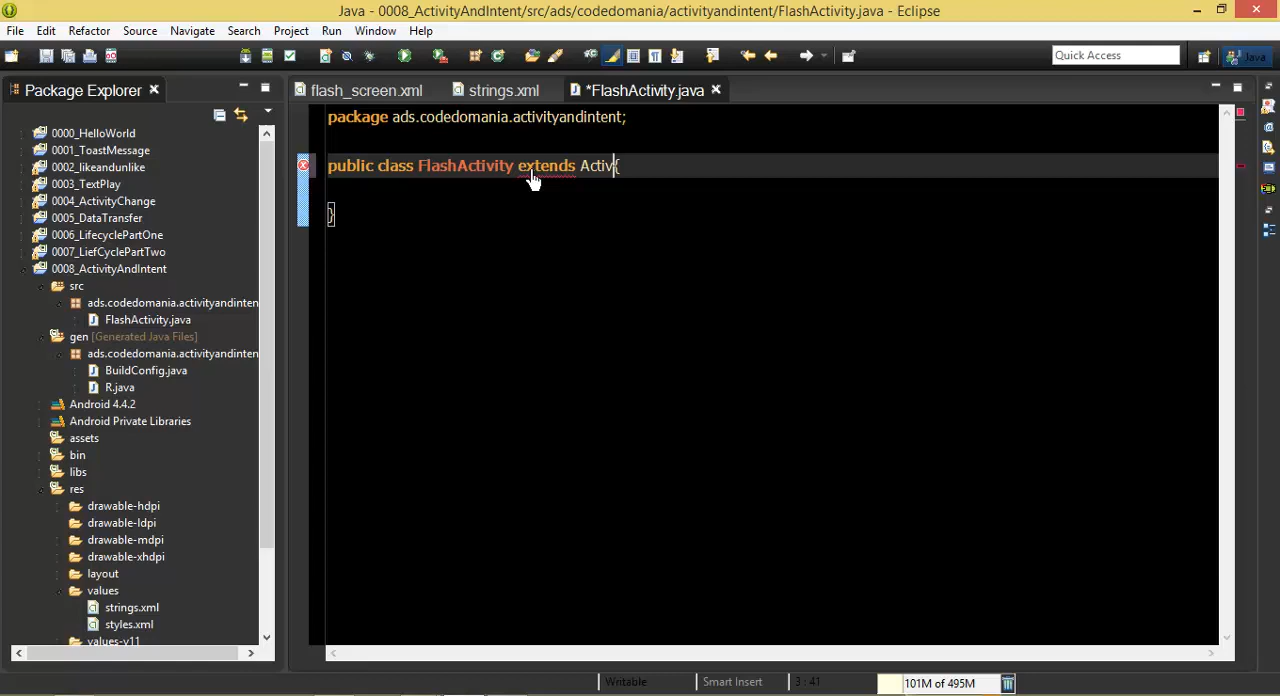 Java - 0008_ActivityAndIntent/src/ads/codedomania/activityandintent/FlashActivity.java - Eclipse
File Edit Refactor Source Navigate Search Project Run Window Help
Quick Access
Java
Package Explorer
flash_screen.xml
strings.xml
*FlashActivity.java
0000_HelloWorld
0001_ToastMessage
0002_likeandunlike
0003_TextPlay
0004_ActivityChange
0005_DataTransfer
0006_LifecyclePartOne
0007_LiefCyclePartTwo
0008_ActivityAndIntent
src
ads.codedomania.activityandinten
FlashActivity.java
gen [Generated Java Files]
ads.codedomania.activityandinten
BuildConfig.java
R.java
Android 4.4.2
Android Private Libraries
assets
bin
libs
res
drawable-hdpi
drawable-ldpi
drawable-mdpi
drawable-xhdpi
layout
values
strings.xml
styles.xml
values-v11
package ads.codedomania.activityandintent;
public class FlashActivity extends Activ{
}
Writable
Smart Insert
3 : 41
101M of 495M